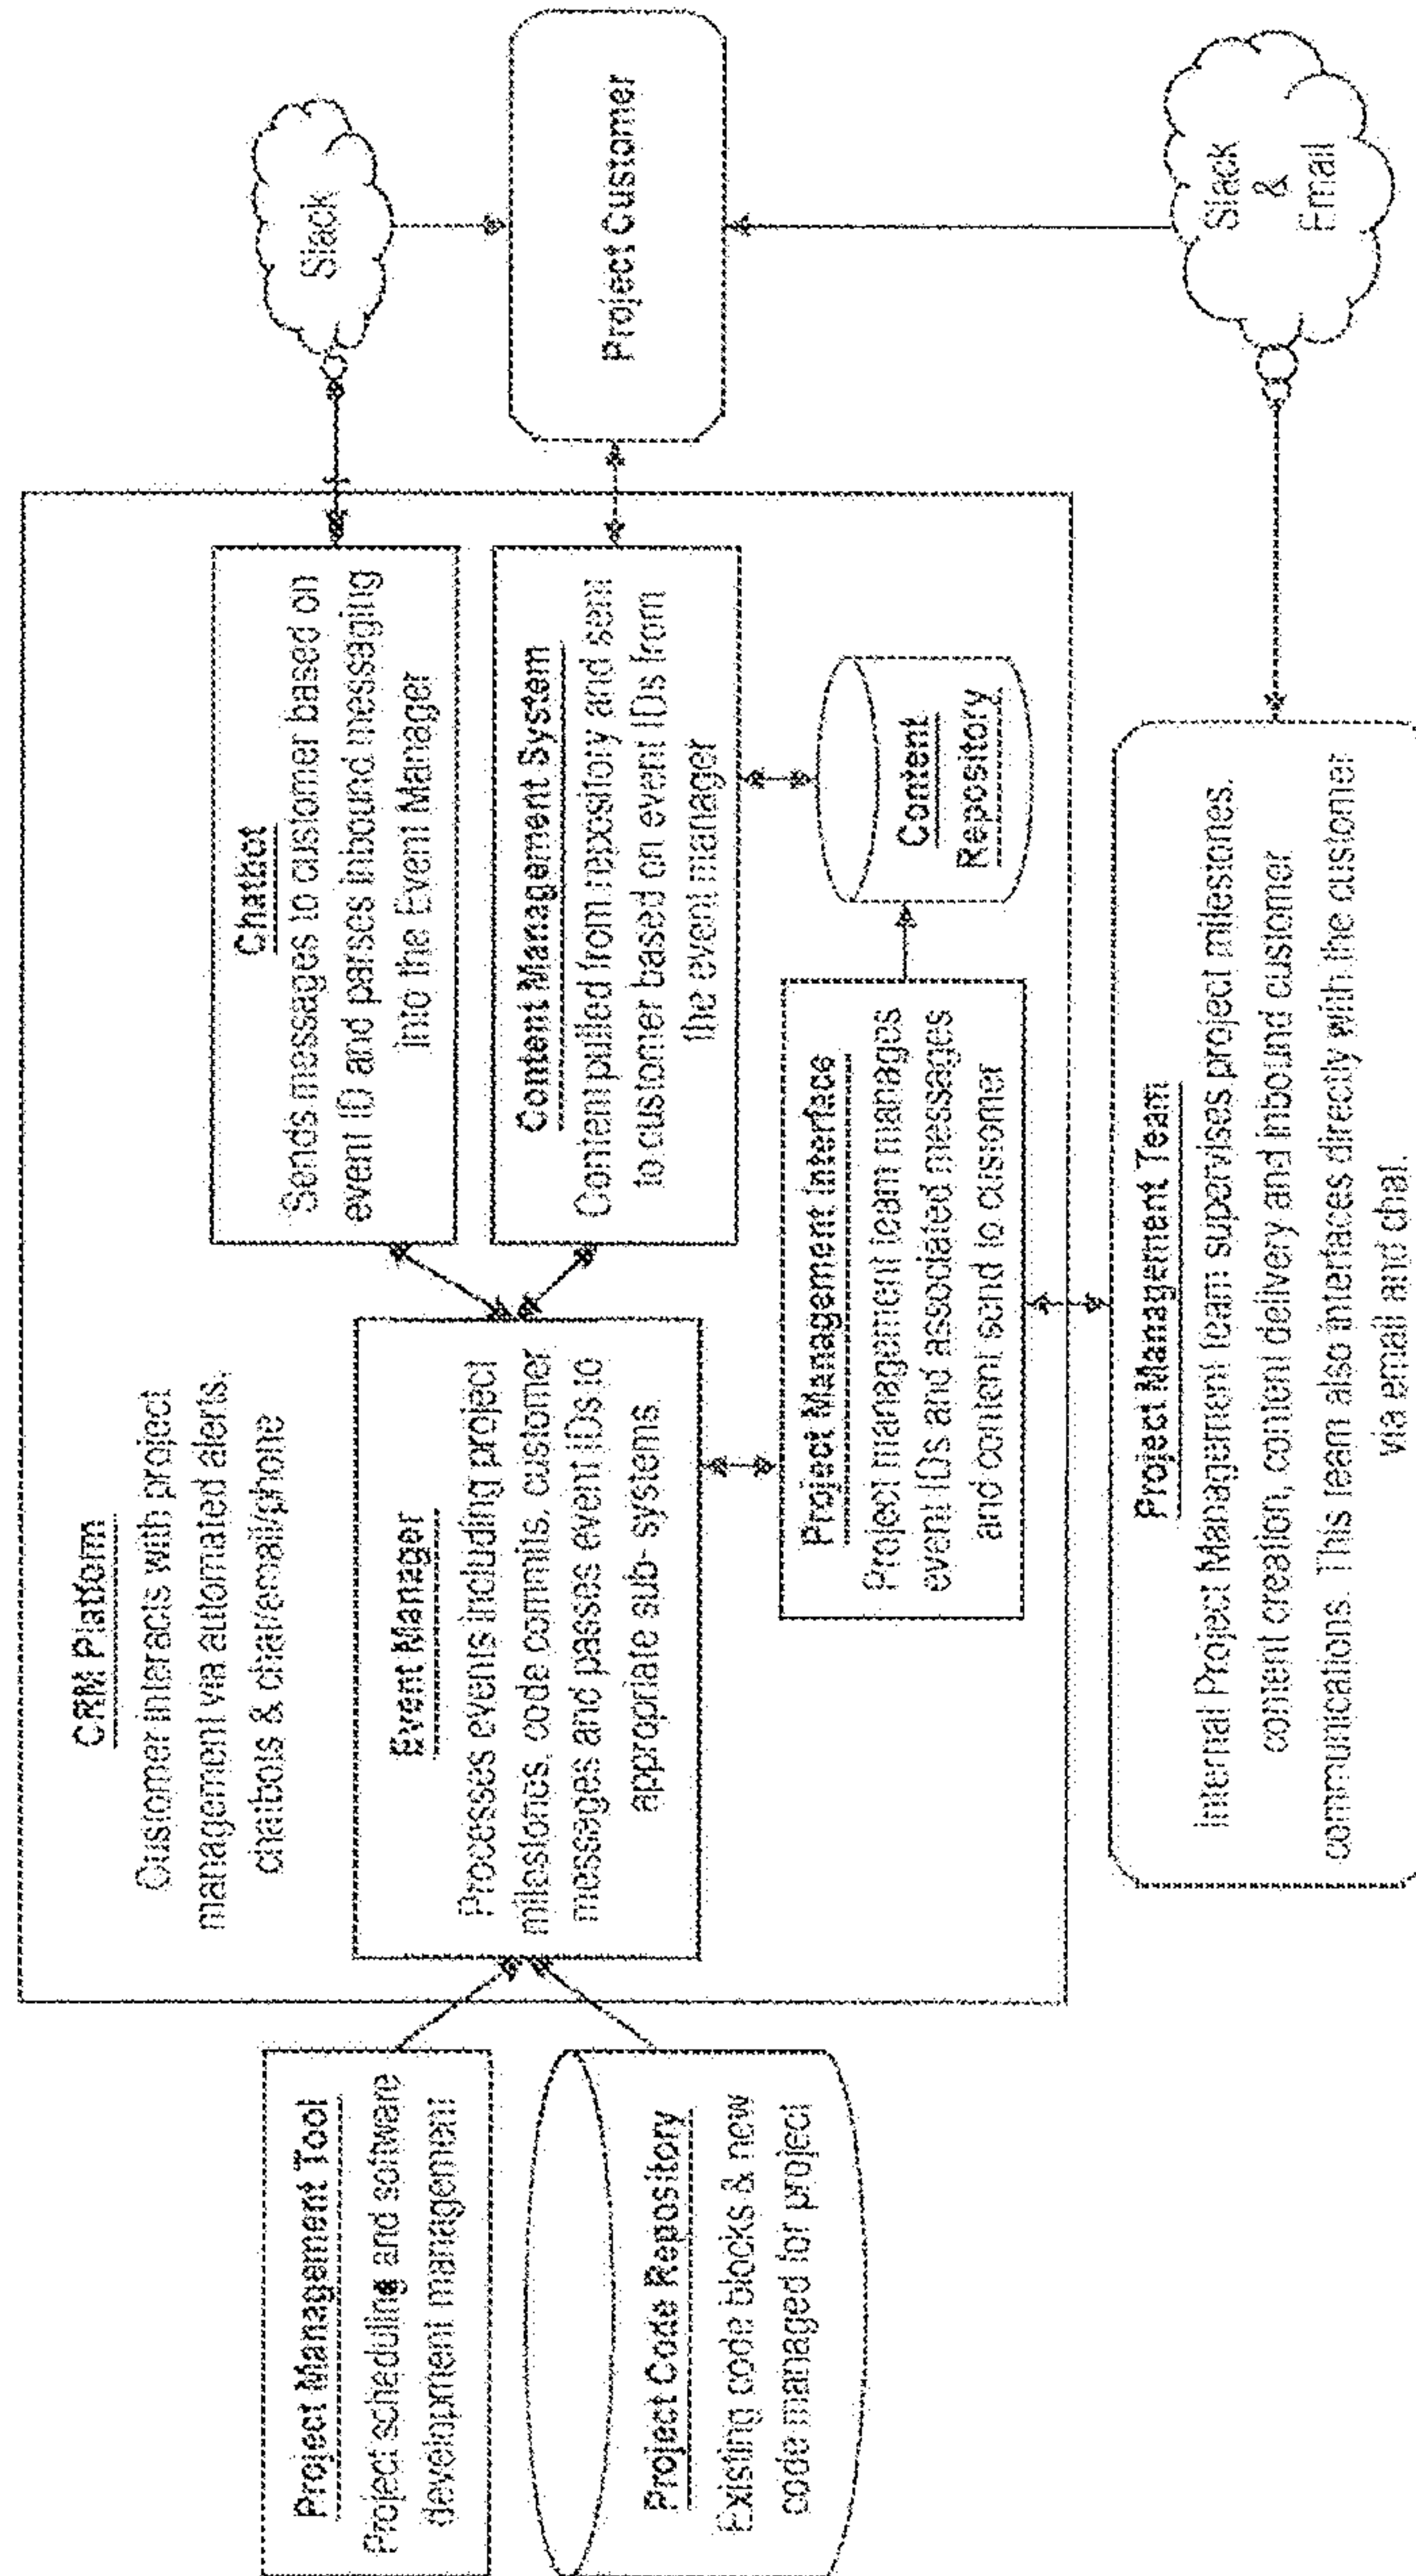 CRM Platform
Customer interacts with project
management via automated alerts,
chatbots & chat/email/phone
Project Management Tool
Project scheduling and software
development management
Project Code Repository
Existing code blocks & new
code managed for project
Event Manager
Processes events including project
milestones, code commits, customer
messages and passes event IDs to
appropriate sub- systems.
Chatbot
Sends messages to customer based on
event ID and parses inbound messaging
into the Event Manager
Content Management System
Content pulled from repository and sent
to customer based on event IDs from
the event manager
Project Management Interface
Project management team manages
event IDs and associated messages
and content send to customer
Content
Repository
Slack
Project Customer
Slack
&
Email
Project Management Team
Internal Project Management team supervises project milestones,
content creation, content delivery and inbound customer
communications. This team also interfaces directly with the customer
via email and chat.